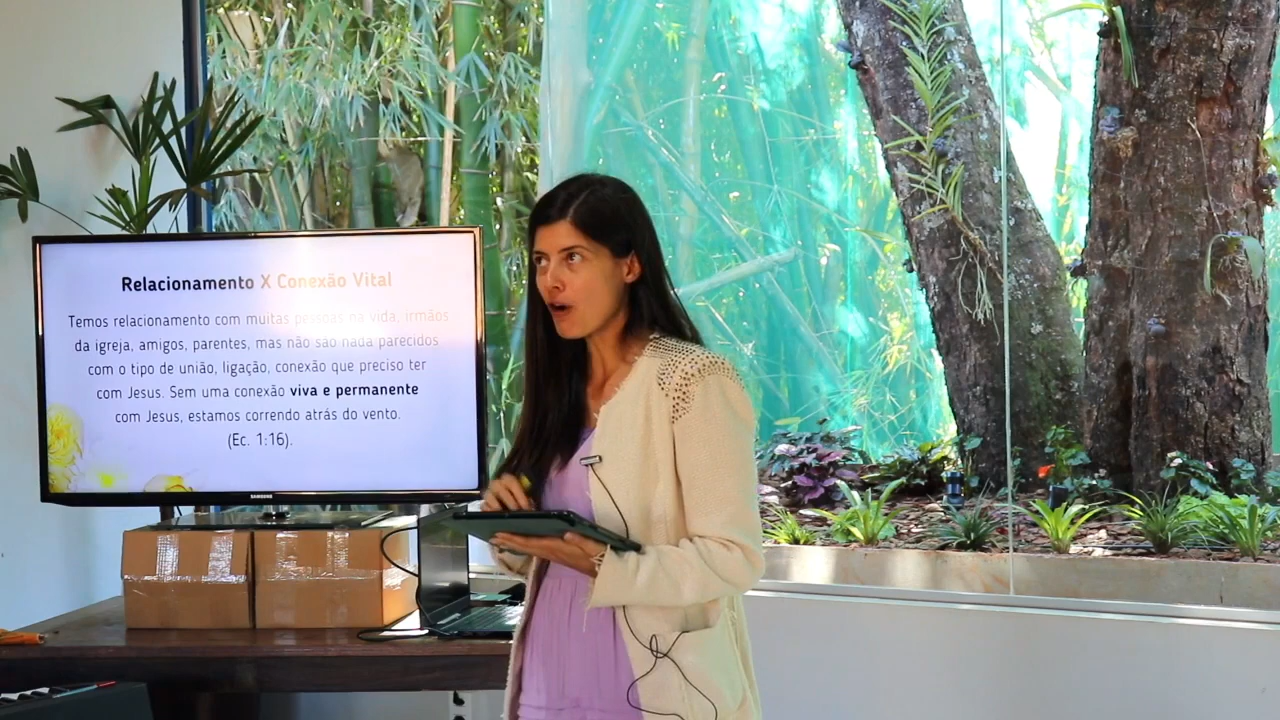 Relacionamento X Conexão Vital
Temos relacionamento com muitas pessoas na vida, irmãos
da igreja, amigos, parentes, mas não são nada parecidos
com o tipo de união, ligação, conexão que preciso ter
com Jesus. Sem uma conexão viva e permanente
com Jesus, estamos correndo atrás do vento.
(Ec. 1:16).
SAMSUNG